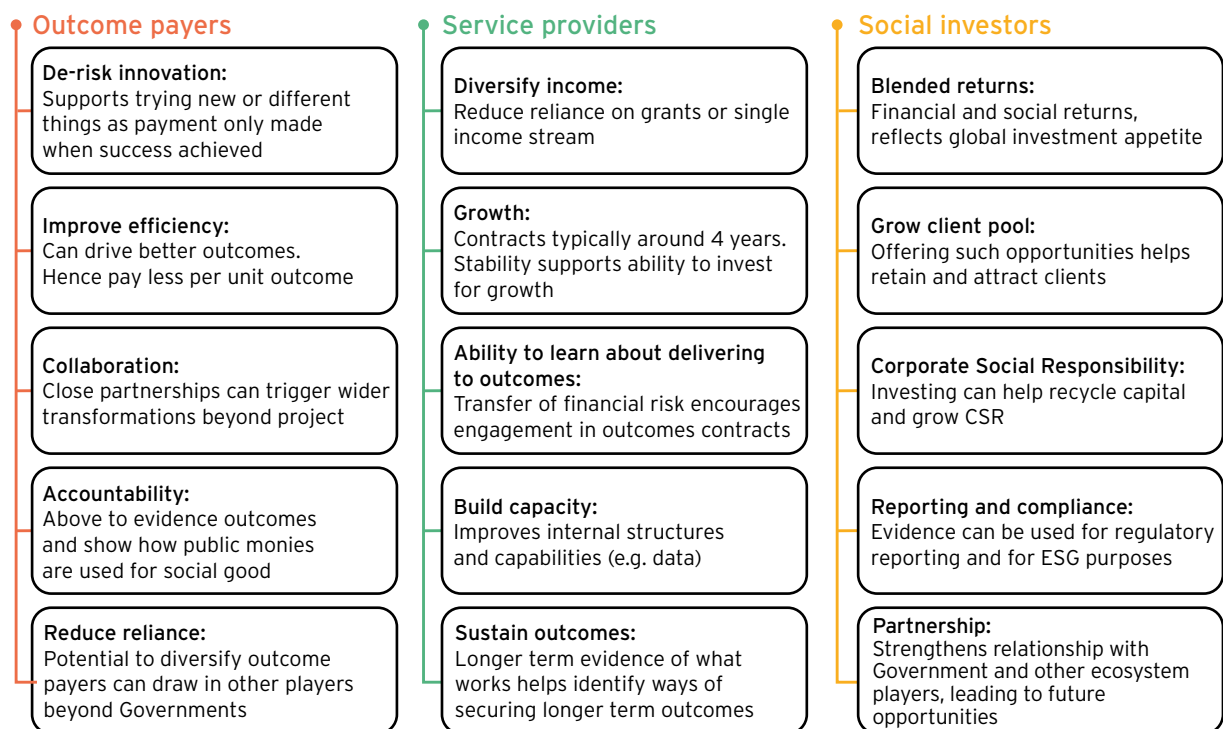 Outcome payers
De-risk innovation:
Supports trying new or different
things as payment only made
when success achieved
Improve efficiency:
Can drive better outcomes.
Hence pay less per unit outcome
Collaboration:
Close partnerships can trigger wider
transformations beyond project
Accountability:
Above to evidence outcomes
and show how public monies
are used for social good
Reduce reliance:
Potential to diversify outcome
payers can draw in other players
beyond Governments
Service providers
Diversify income:
Reduce reliance on grants or single
income stream
Growth:
Contracts typically around 4 years.
Stability supports ability to invest
for growth
Ability to learn about delivering
to outcomes:
Transfer of financial risk encourages
engagement in outcomes contracts
Build capacity:
Improves internal structures
and capabilities (e.g. data)
Sustain outcomes:
Longer term evidence of what
works helps identify ways of
securing longer term outcomes
Social investors
Blended returns:
Financial and social returns,
reflects global investment appetite
Grow client pool:
Offering such opportunities helps
retain and attract clients
Corporate Social Responsibility:
Investing can help recycle capital
and grow CSR
Reporting and compliance:
Evidence can be used for regulatory
reporting and for ESG purposes
Partnership:
Strengthens relationship with
Government and other ecosystem
players, leading to future
opportunities